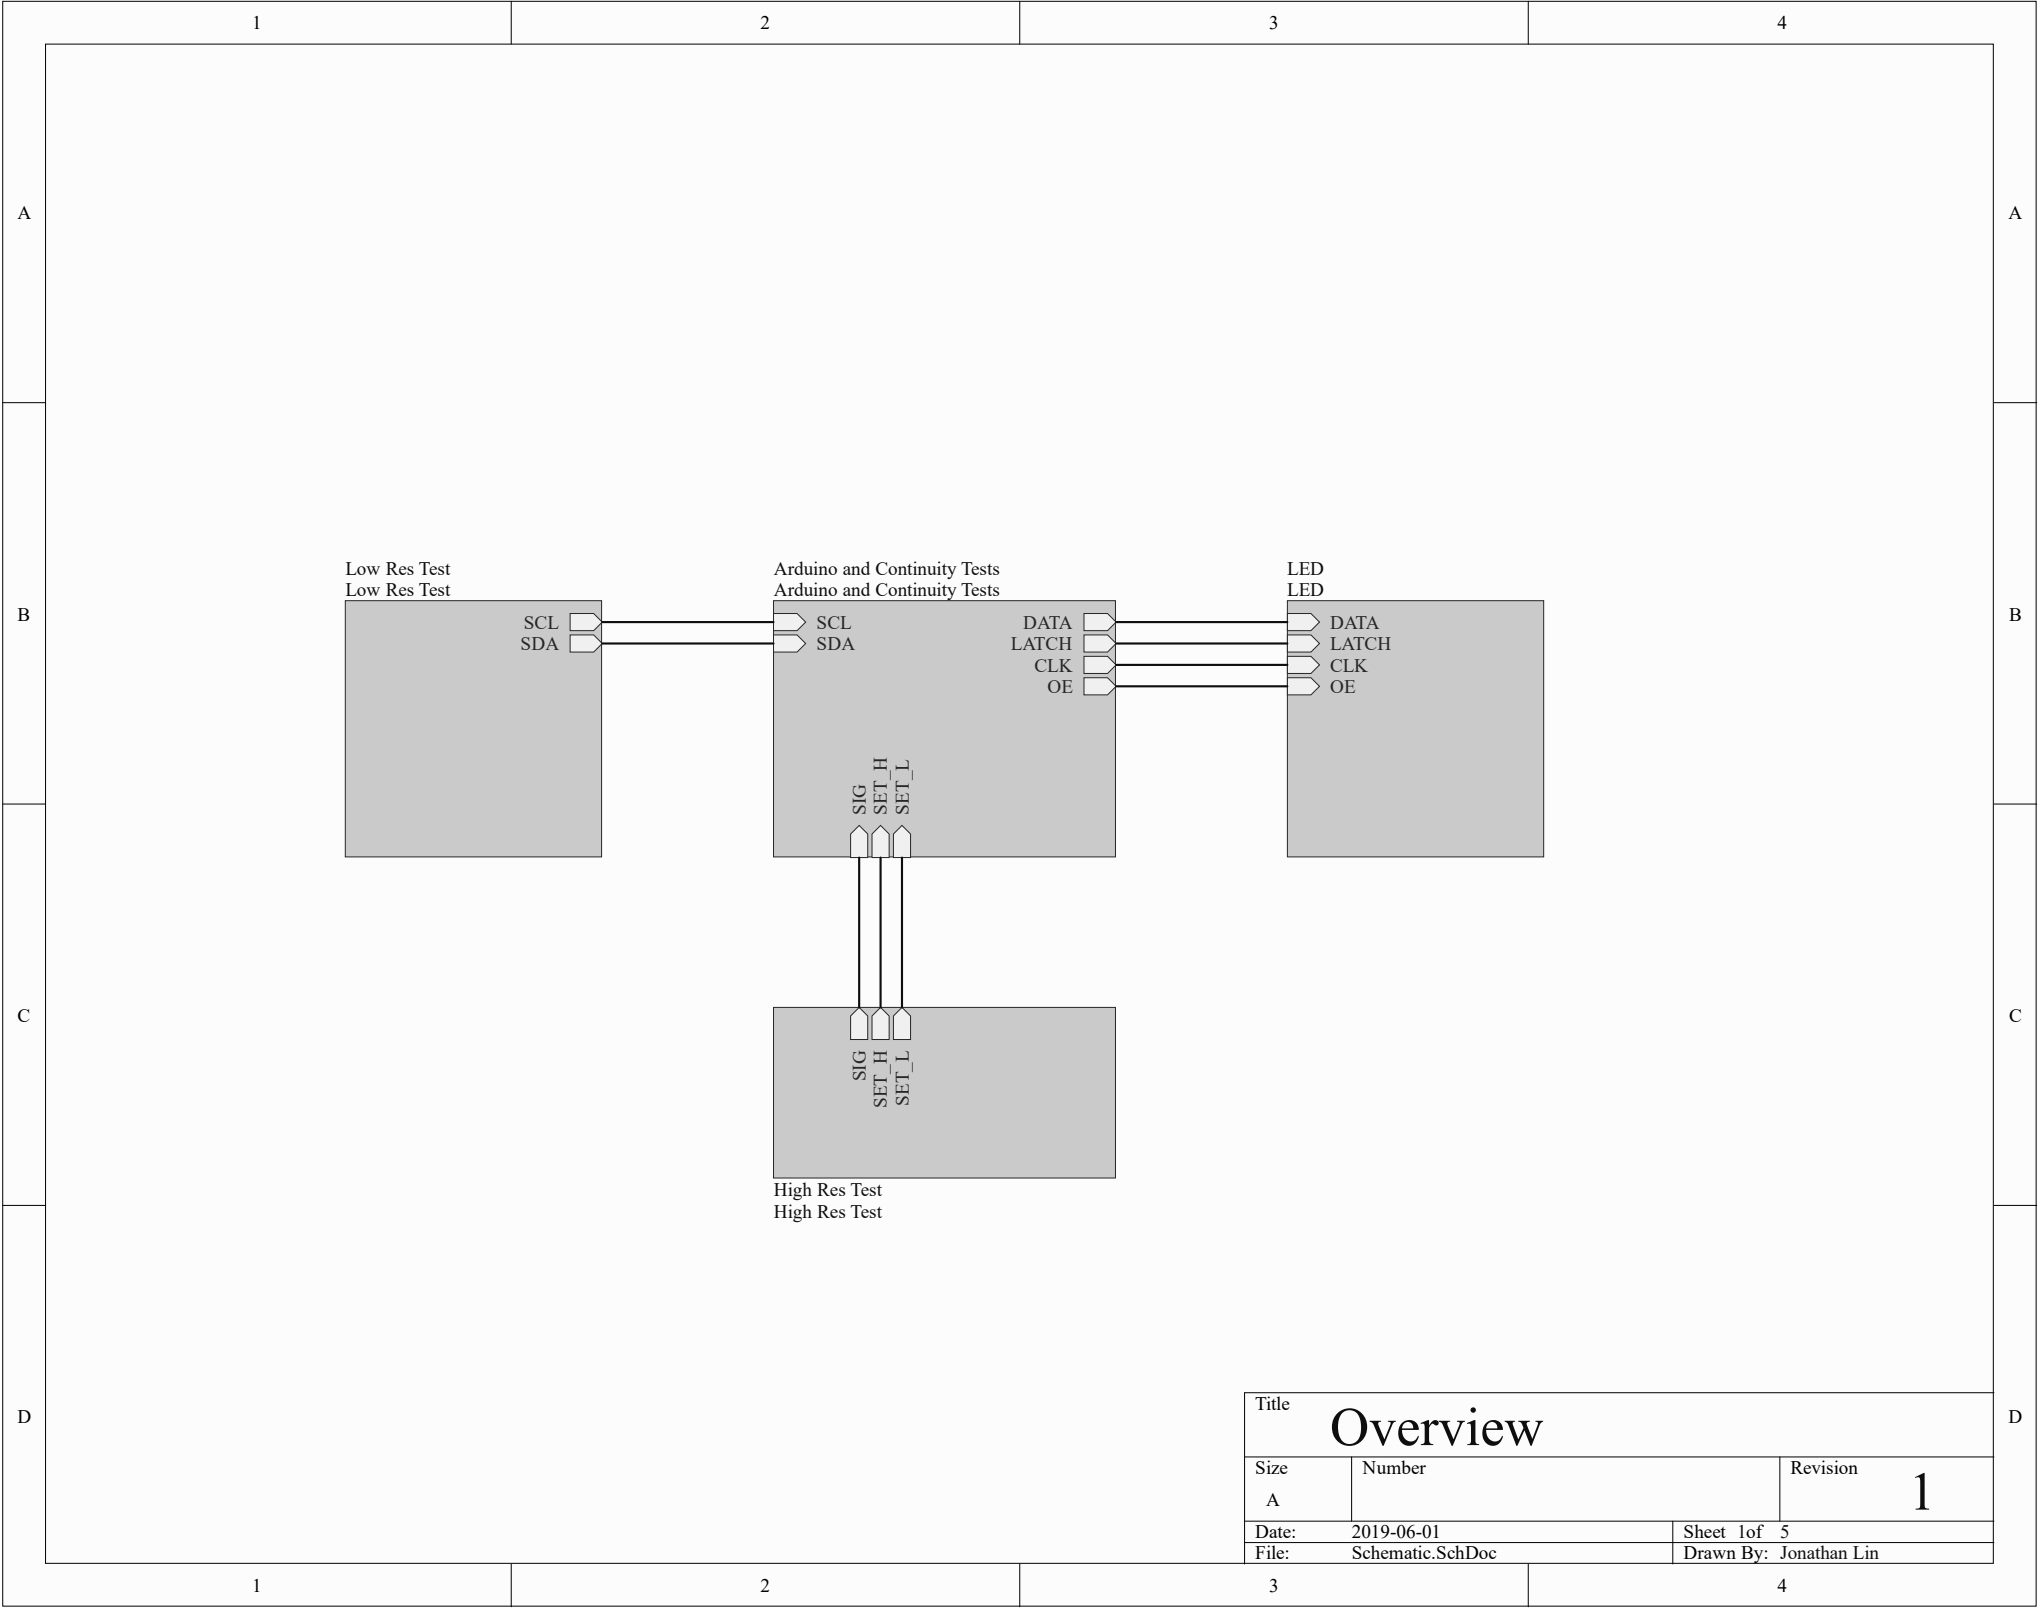 1 2 3 4
A A
Low Res Test
Low Res Test
Arduino and Continuity Tests
Arduino and Continuity Tests
LED
LED
B B
SCL SCL DATA DATA
SDA SDA LATCH LATCH
CLK CLK
OE OE
SIG
SET_H
SET_L
C C
SIG
SET_H
SET_L
High Res Test
High Res Test
D D
Title Overview
Size Number Revision
A 1
Date: 2019-06-01 Sheet 1of 5
File: Schematic.SchDoc Drawn By: Jonathan Lin
1 2 3 4